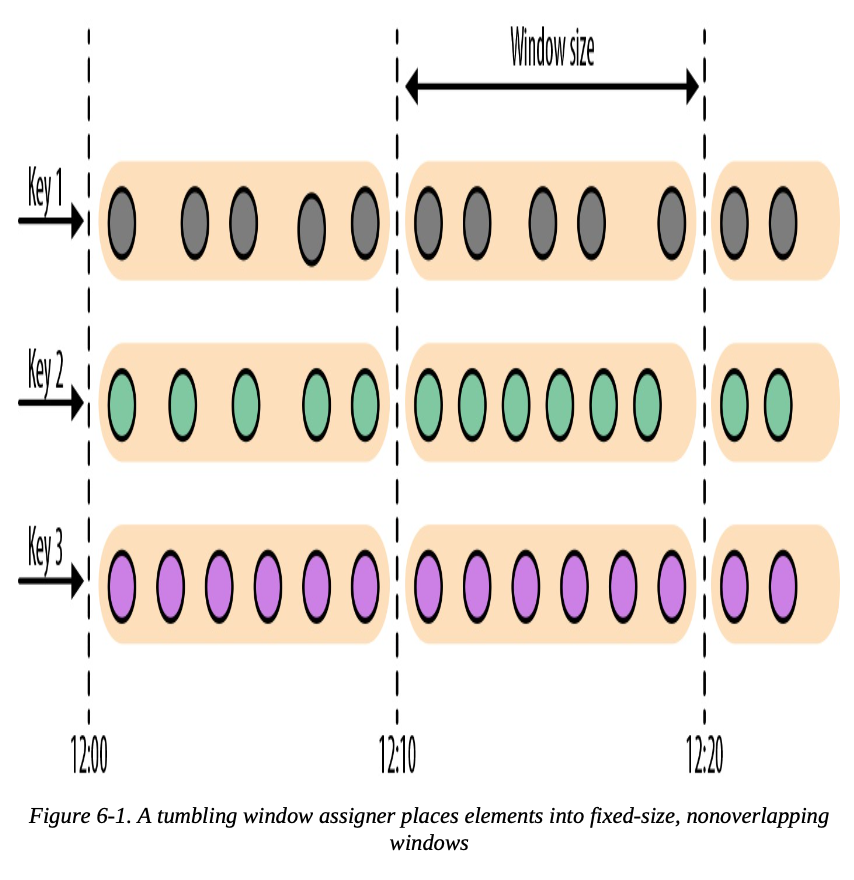 Window size
Key 1
Key 2
Key 3
12:00
12:10
12:20
Figure 6-1. A tumbling window assigner places elements into fixed-size, nonoverlapping
windows